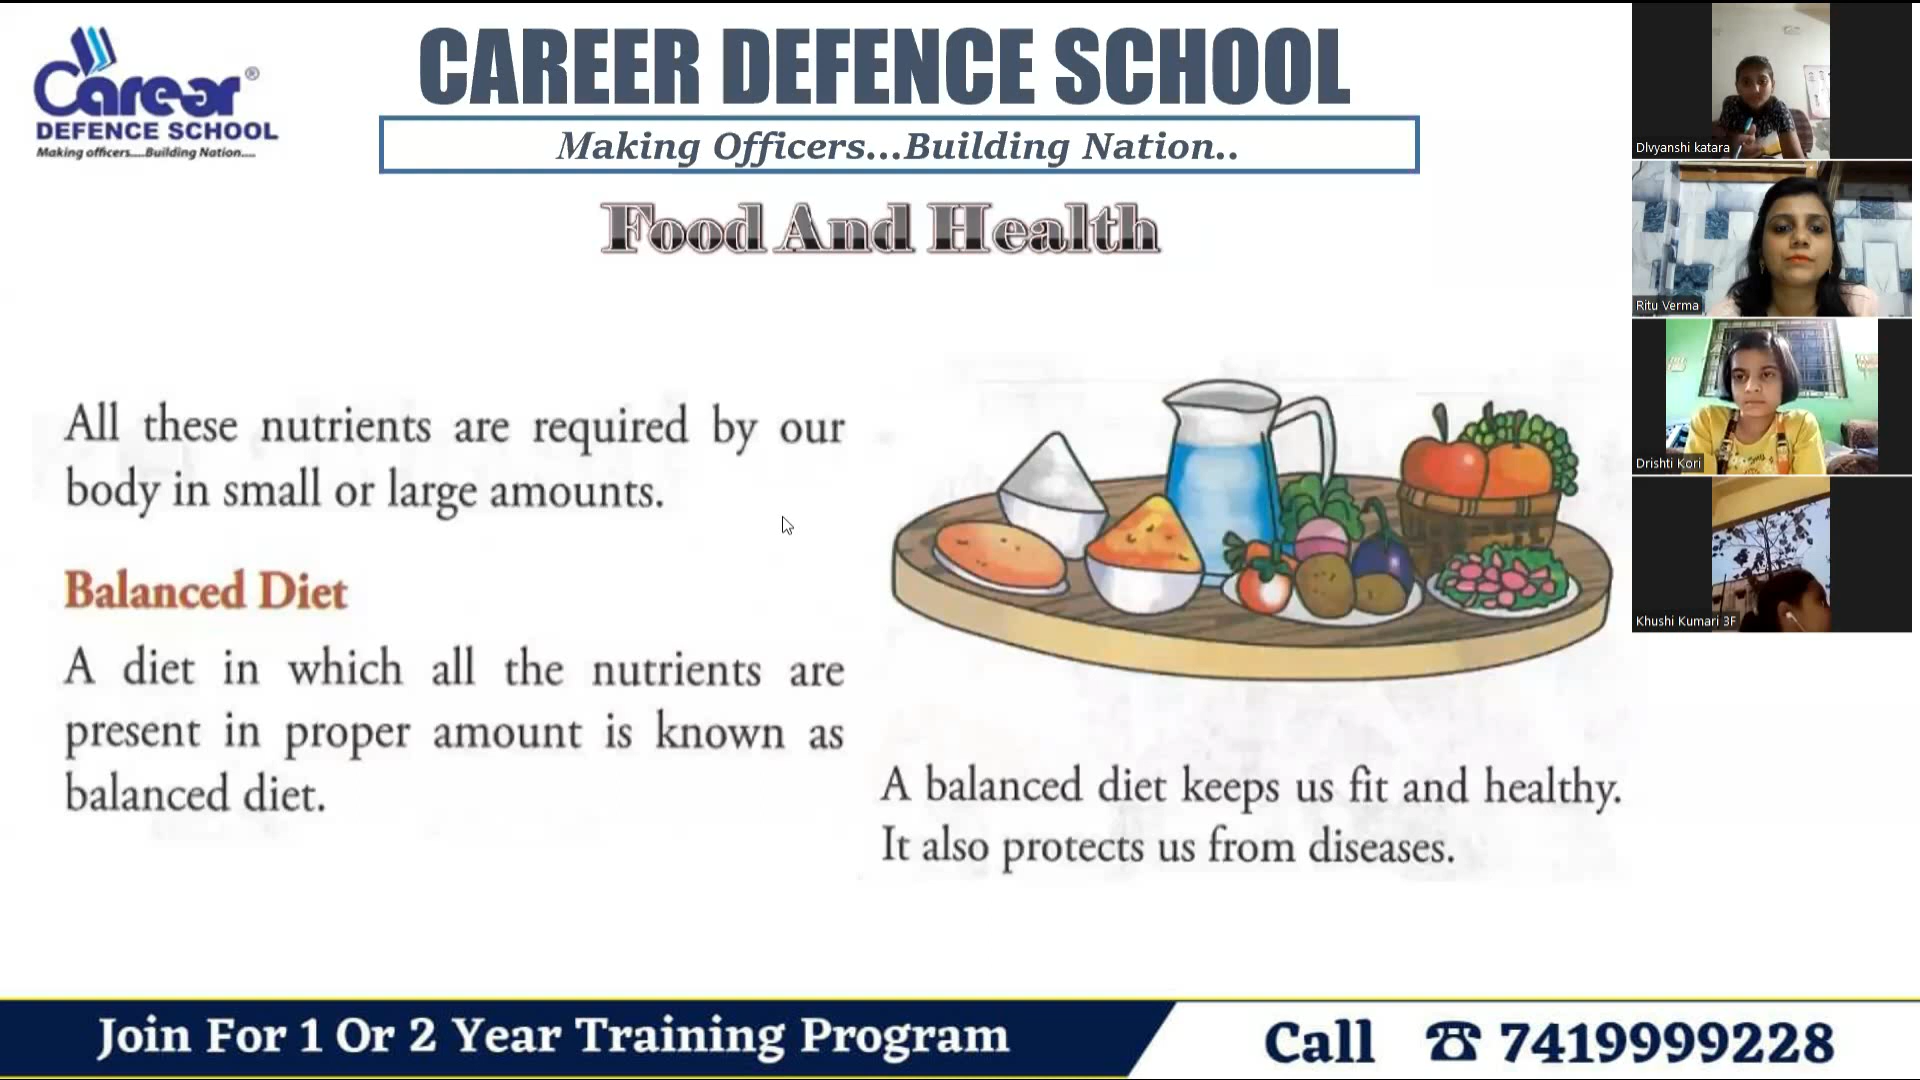 Career®
DEFENCE SCHOOL
Making officers.....Building Nation.....
CAREER DEFENCE SCHOOL
Making Officers...Building Nation..
Food And Health
All these nutrients are required by our
body in small or large amounts.
Balanced Diet
A diet in which all the nutrients are
present in proper amount is known as
balanced diet.
A balanced diet keeps us fit and healthy.
It also protects us from diseases.
Join For 1 Or 2 Year Training Program
Call ☎ 7419999228
DIvyanshi katara
Ritu Verma
Drishti Kori
Khushi Kumari 3F